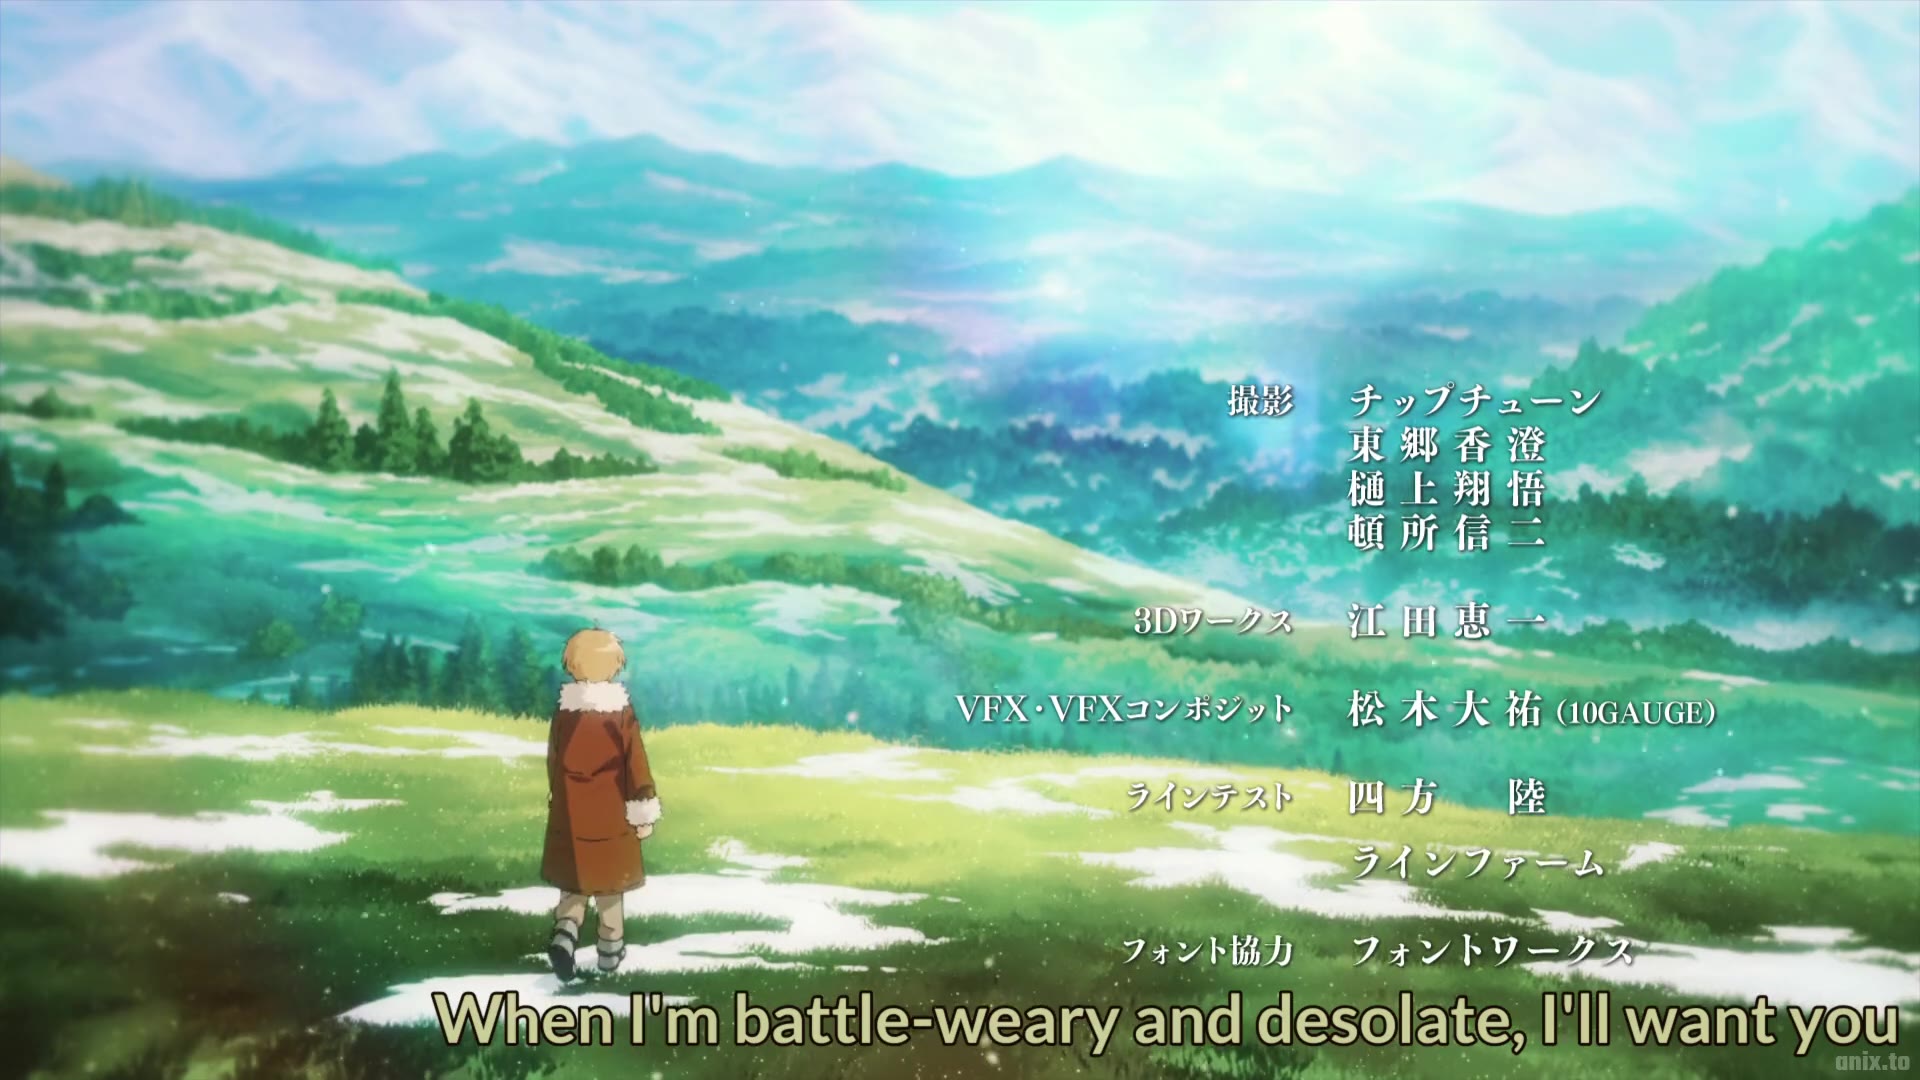 撮影 チップチューン
東郷香澄
樋上翔悟
頓所信二
3Dワークス 江田恵一
VFX・VFXコンポジット 松木大祐 (10GAUGE)
ラインテスト 四方 陸
ラインファーム
フォント協力 フォントワークス
When I'm battle-weary and desolate, I'll want you
anix.to